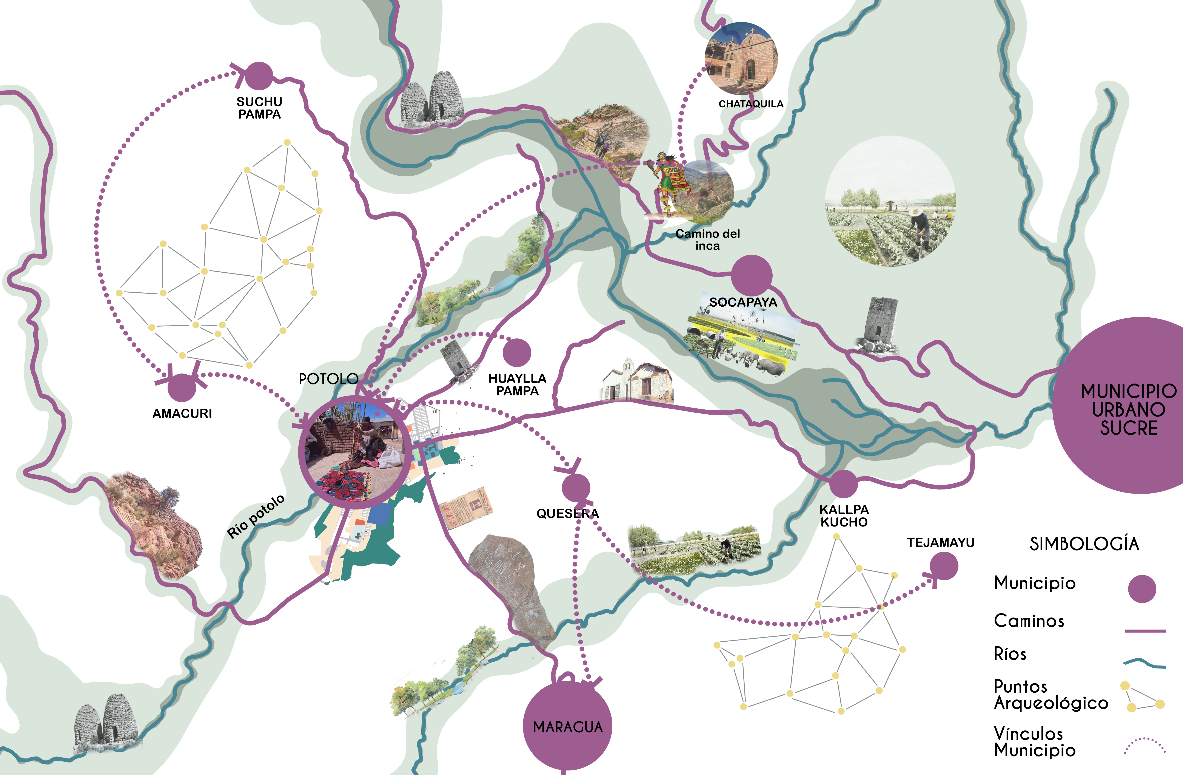 CHATAQUILA
SUCHU
PAMPA
Camino del
inca
SOCAPAYA
HUAYLLA
PAMPA
POTOLO
AMACURI
MUNICIPIO
URBANO
SUCRE
Río potolo
QUESERA
KALLPA
KUCHO
TEJAMAYU
MARAGUA
SIMBOLOGÍA
Municipio
Caminos
Ríos
Puntos
Arqueológico
Vínculos
Municipio